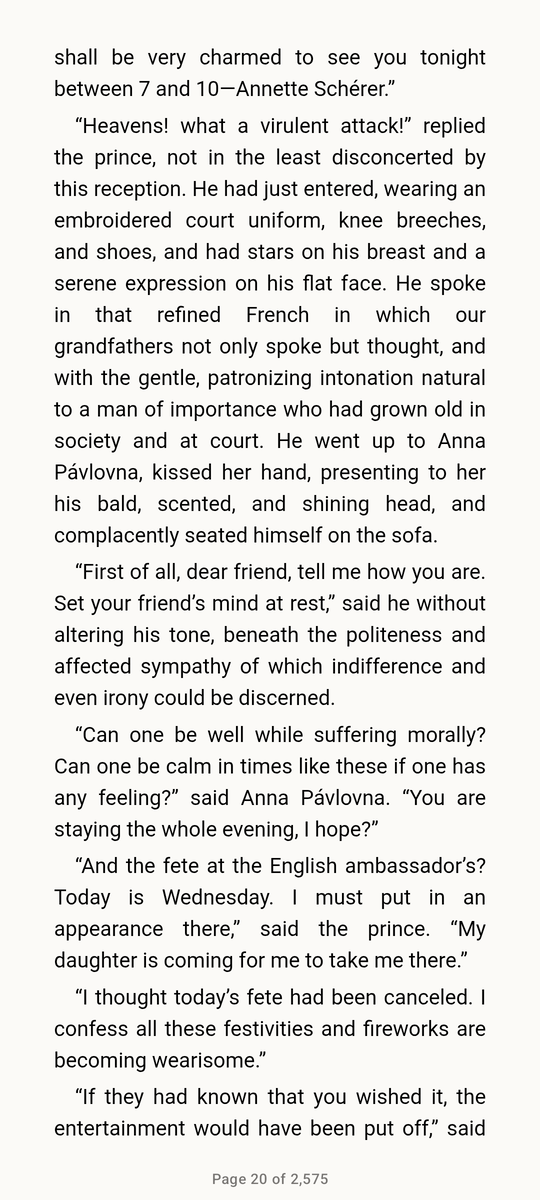 shall be very charmed to see you tonight
between 7 and 10—Annette Schérer.”
“Heavens! what a virulent attack!” replied
the prince, not in the least disconcerted by
this reception. He had just entered, wearing an
embroidered court uniform, knee breeches,
and shoes, and had stars on his breast and a
serene expression on his flat face. He spoke
in that refined French in which our
grandfathers not only spoke but thought, and
with the gentle, patronizing intonation natural
to a man of importance who had grown old in
society and at court. He went up to Anna
Pávlovna, kissed her hand, presenting to her
his bald, scented, and shining head, and
complacently seated himself on the sofa.
“First of all, dear friend, tell me how you are.
Set your friend’s mind at rest,” said he without
altering his tone, beneath the politeness and
affected sympathy of which indifference and
even irony could be discerned.
“Can one be well while suffering morally?
Can one be calm in times like these if one has
any feeling?” said Anna Pávlovna. “You are
staying the whole evening, I hope?”
“And the fete at the English ambassador’s?
Today is Wednesday. I must put in an
appearance there,” said the prince. “My
daughter is coming for me to take me there.”
“I thought today’s fete had been canceled. I
confess all these festivities and fireworks are
becoming wearisome.”
“If they had known that you wished it, the
entertainment would have been put off,” said
Page 20 of 2,575